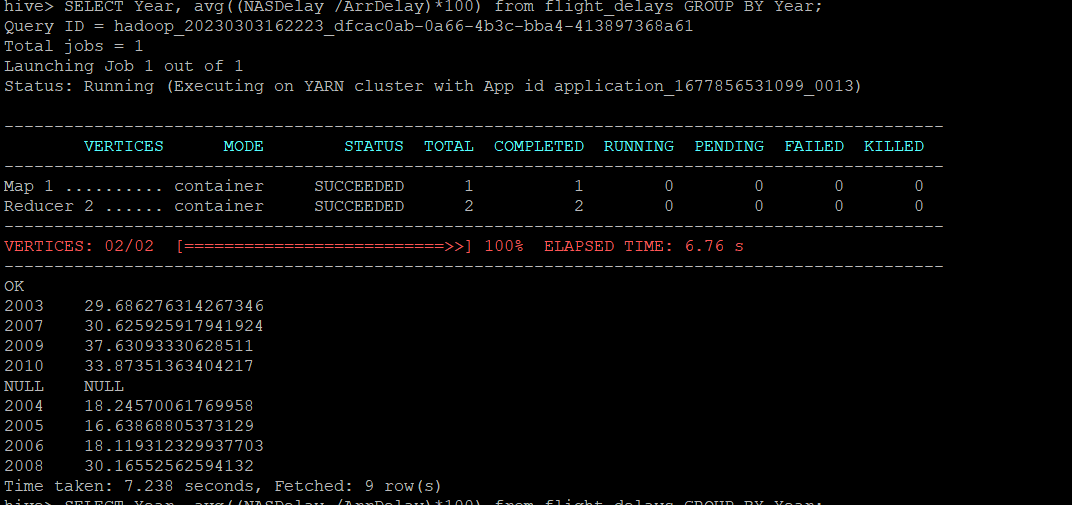 hive> SELECT Year, avg((NASDelay /ArrDelay)*100) from flight_delays GROUP BY Year;
Query ID = hadoop_20230303162223_dfcac0ab-0a66-4b3c-bba4-413897368a61
Total jobs = 1
Launching Job 1 out of 1
Status: Running (Executing on YARN cluster with App id application_1677856531099_0013)
----------------------------------------------------------------------------------------------
VERTICES MODE STATUS TOTAL COMPLETED RUNNING PENDING FAILED KILLED
----------------------------------------------------------------------------------------------
Map 1 .......... container SUCCEEDED 1 1 0 0 0 0
Reducer 2 ...... container SUCCEEDED 2 2 0 0 0 0
----------------------------------------------------------------------------------------------
VERTICES: 02/02 [==========================>>] 100% ELAPSED TIME: 6.76 s
----------------------------------------------------------------------------------------------
OK
2003 29.686276314267346
2007 30.625925917941924
2009 37.63093330628511
2010 33.87351363404217
NULL NULL
2004 18.24570061769958
2005 16.63868805373129
2006 18.119312329937703
2008 30.16552562594132
Time taken: 7.238 seconds, Fetched: 9 row(s)
hive> SELECT Year, avg((NASDelay /ArrDelay)*100) from flight_delays GROUP BY Year;